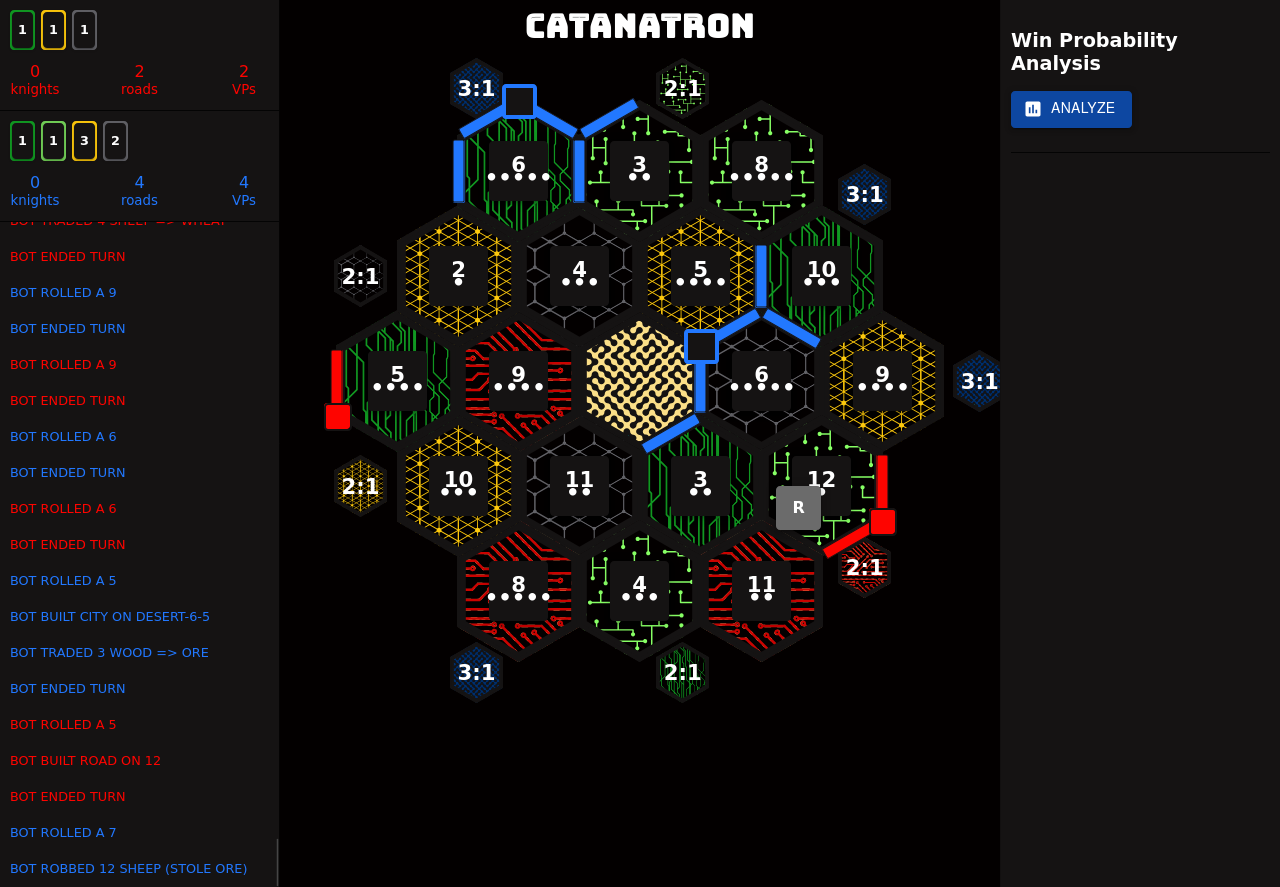 1 1 1
0 2 2
knights roads VPs
1 1 3 2
0 4 4
knights roads VPs
BOT TRADED 4 SHEEP => WHEAT
BOT ENDED TURN
BOT ROLLED A 9
BOT ENDED TURN
BOT ROLLED A 9
BOT ENDED TURN
BOT ROLLED A 6
BOT ENDED TURN
BOT ROLLED A 6
BOT ENDED TURN
BOT ROLLED A 5
BOT BUILT CITY ON DESERT-6-5
BOT TRADED 3 WOOD => ORE
BOT ENDED TURN
BOT ROLLED A 5
BOT BUILT ROAD ON 12
BOT ENDED TURN
BOT ROLLED A 7
BOT ROBBED 12 SHEEP (STOLE ORE)
CATANATRON
3:1 2:1
6 3 8
3:1
2:1 2 4 5 10
5 9 6 9 3:1
2:1 10 11 3 12
R
2:1
8 4 11
3:1 2:1
Win Probability
Analysis
ANALYZE